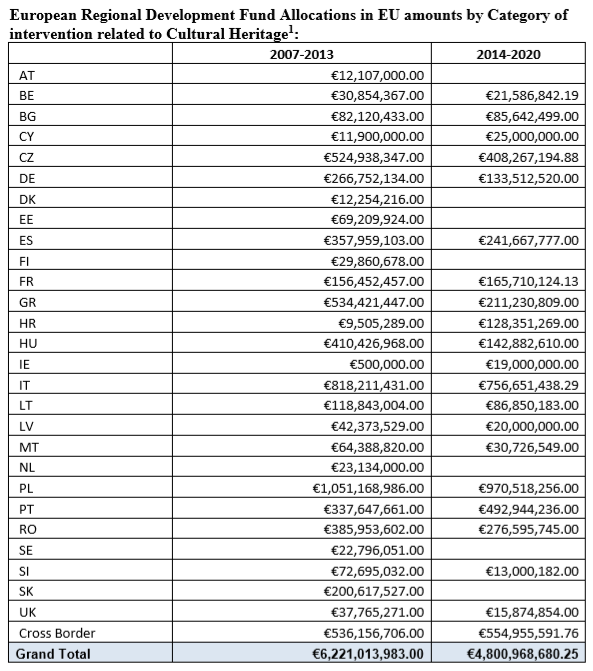 European Regional Development Fund Allocations in EU amounts by Category of
intervention related to Cultural Heritage1:
2007-2013 2014-2020
AT €12,107,000.00
BE €30,854,367.00 €21,586,842.19
BG €82,120,433.00 €85,642,499.00
CY €11,900,000.00 €25,000,000.00
CZ €524,938,347.00 €408,267,194.88
DE €266,752,134.00 €133,512,520.00
DK €12,254,216.00
EE €69,209,924.00
ES €357,959,103.00 €241,667,777.00
FI €29,860,678.00
FR €156,452,457.00 €165,710,124.13
GR €534,421,447.00 €211,230,809.00
HR €9,505,289.00 €128,351,269.00
HU €410,426,968.00 €142,882,610.00
IE €500,000.00 €19,000,000.00
IT €818,211,431.00 €756,651,438.29
LT €118,843,004.00 €86,850,183.00
LV €42,373,529.00 €20,000,000.00
MT €64,388,820.00 €30,726,549.00
NL €23,134,000.00
PL €1,051,168,986.00 €970,518,256.00
PT €337,647,661.00 €492,944,236.00
RO €385,953,602.00 €276,595,745.00
SE €22,796,051.00
SI €72,695,032.00 €13,000,182.00
SK €200,617,527.00
UK €37,765,271.00 €15,874,854.00
Cross Border €536,156,706.00 €554,955,591.76
Grand Total €6,221,013,983.00 €4,800,968,680.25